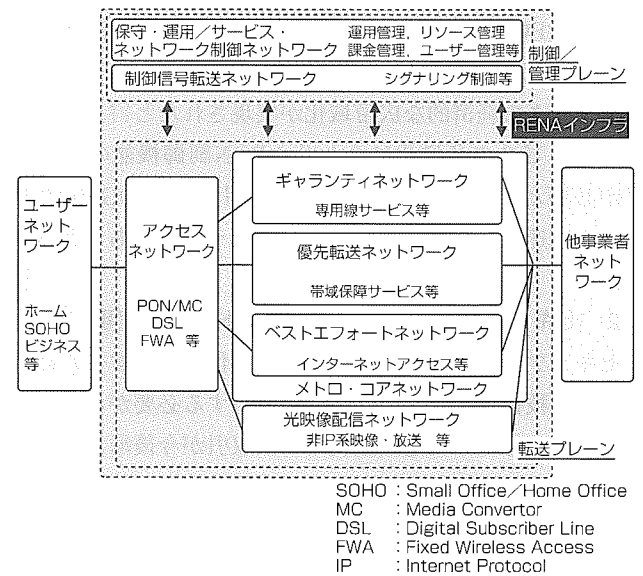 保守・運用／サービス・
ネットワーク制御ネットワーク
運用管理、リソース管理
課金管理、ユーザー管理等
制御信号転送ネットワーク
シグナリング制御等
制御／
管理プレーン
RENAインフラ
ユーザー
ネット
ワーク
ホーム
SOHO
ビジネス
等
アクセス
ネットワーク
PON/MC
DSL
FWA 等
ギャランティネットワーク
専用線サービス等
優先転送ネットワーク
帯域保障サービス等
ベストエフォートネットワーク
インターネットアクセス等
メトロ・コアネットワーク
光映像配信ネットワーク
非IP系映像・放送 等
他事業者
ネット
ワーク
転送プレーン
SOHO : Small Office／Home Office
MC : Media Convertor
DSL : Digital Subscriber Line
FWA : Fixed Wireless Access
IP : Internet Protocol